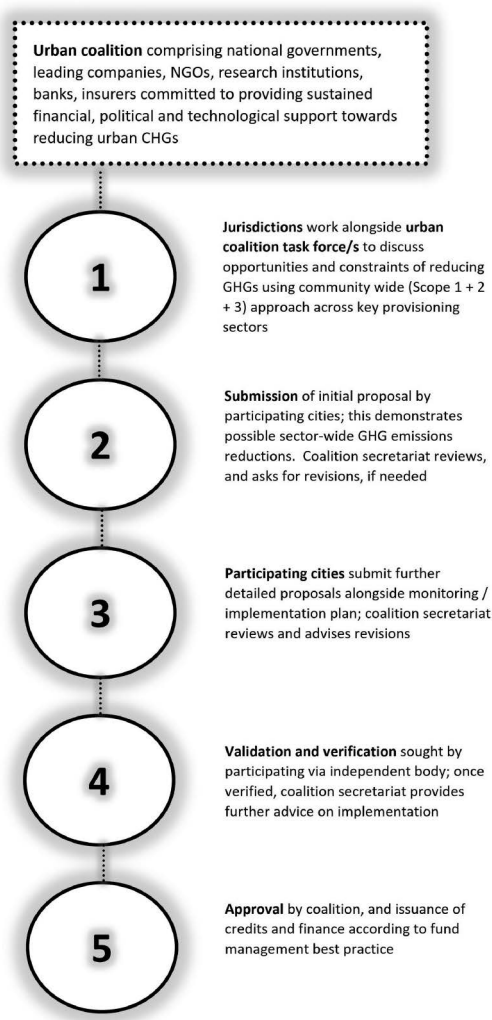 Urban coalition comprising national governments,
leading companies, NGOs, research institutions,
banks, insurers committed to providing sustained
financial, political and technological support towards
reducing urban CHGs
1
Jurisdictions work alongside urban
coalition task force/s to discuss
opportunities and constraints of reducing
GHGs using community wide (Scope 1 + 2
+ 3) approach across key provisioning
sectors
2
Submission of initial proposal by
participating cities; this demonstrates
possible sector-wide GHG emissions
reductions.  Coalition secretariat reviews,
and asks for revisions, if needed
3
Participating cities submit further
detailed proposals alongside monitoring /
implementation plan; coalition secretariat
reviews and advises revisions
4
Validation and verification sought by
participating via independent body; once
verified, coalition secretariat provides
further advice on implementation
5
Approval by coalition, and issuance of
credits and finance according to fund
management best practice